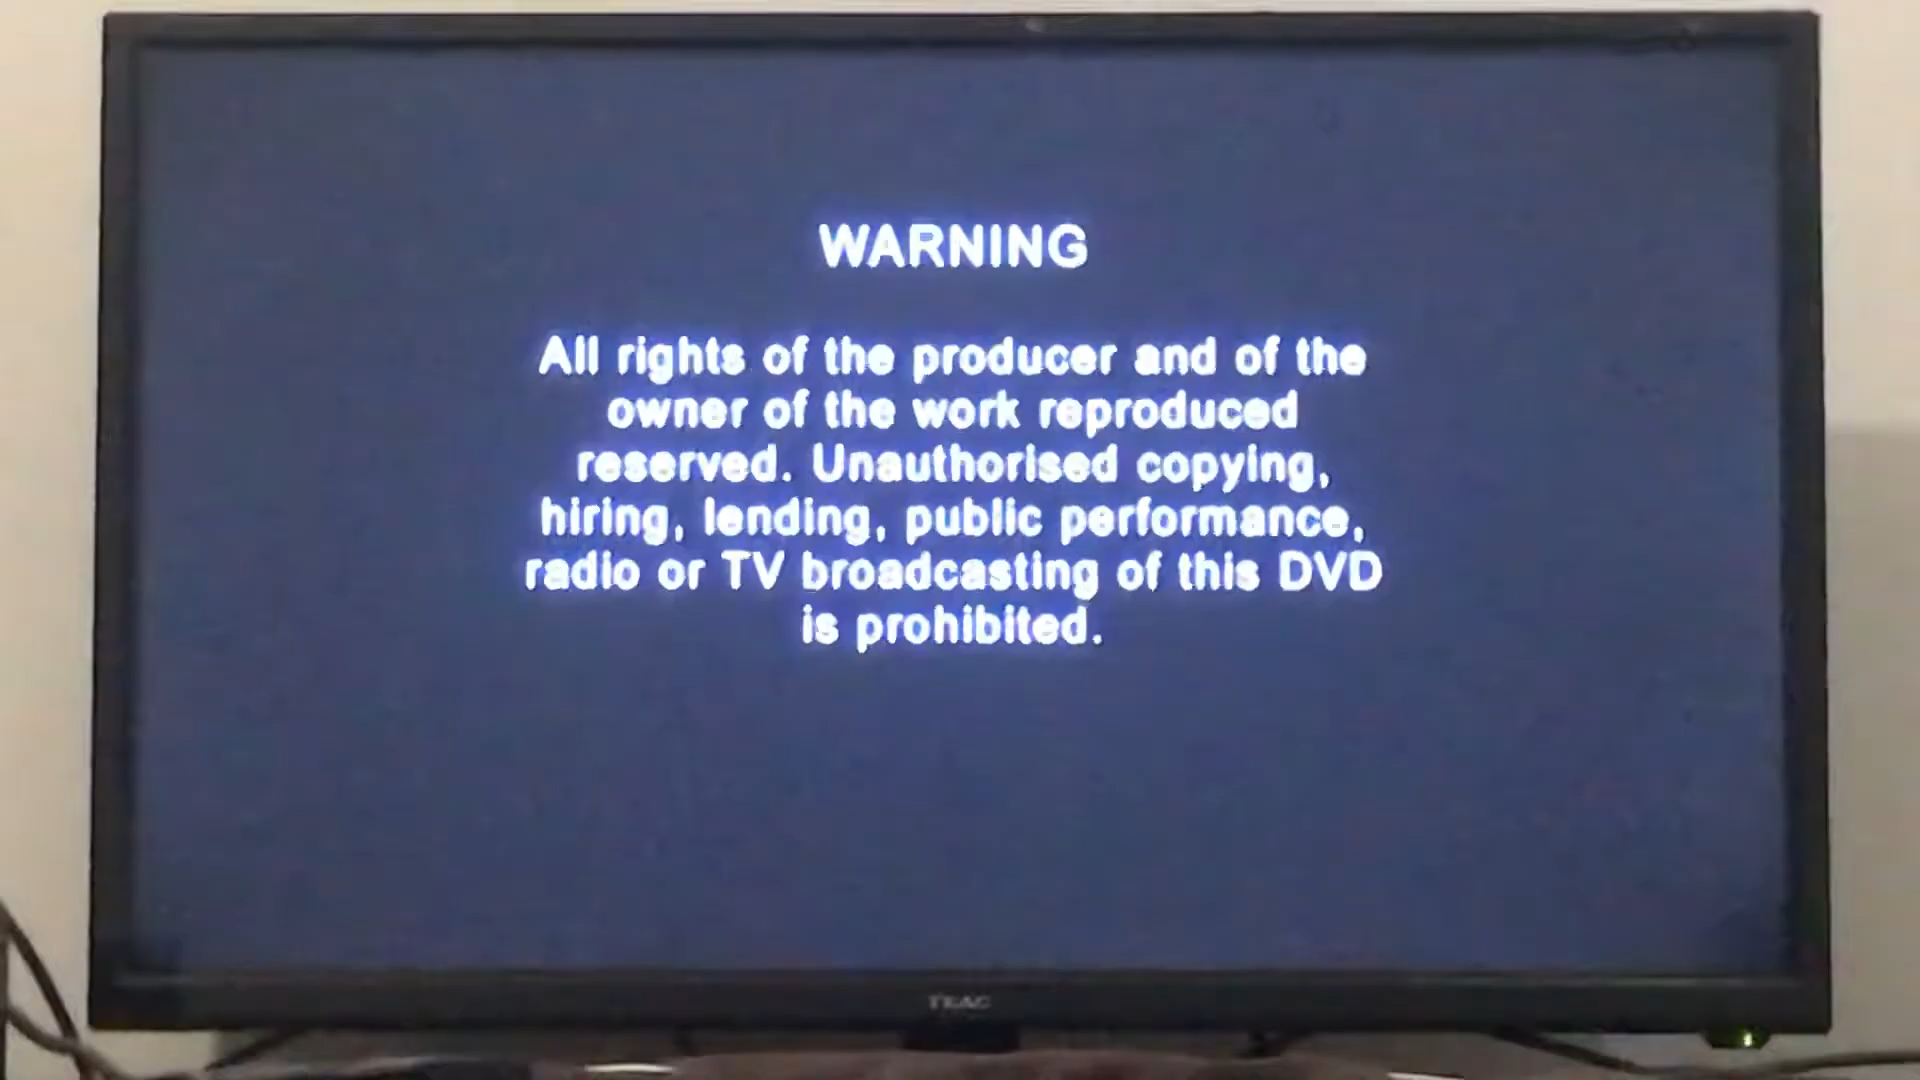 WARNING
All rights of the producer and of the
owner of the work reproduced
reserved. Unauthorised copying,
hiring, lending, public performance,
radio or TV broadcasting of this DVD
is prohibited.
TEAC